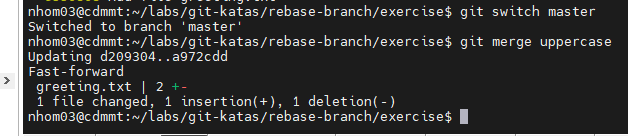 nhom03@cdmmt:~/labs/git-katas/rebase-branch/exercise$ git switch master
Switched to branch 'master'
nhom03@cdmmt:~/labs/git-katas/rebase-branch/exercise$ git merge uppercase
Updating d209304..a972cdd
Fast-forward
 greeting.txt | 2 +-
 1 file changed, 1 insertion(+), 1 deletion(-)
nhom03@cdmmt:~/labs/git-katas/rebase-branch/exercise$